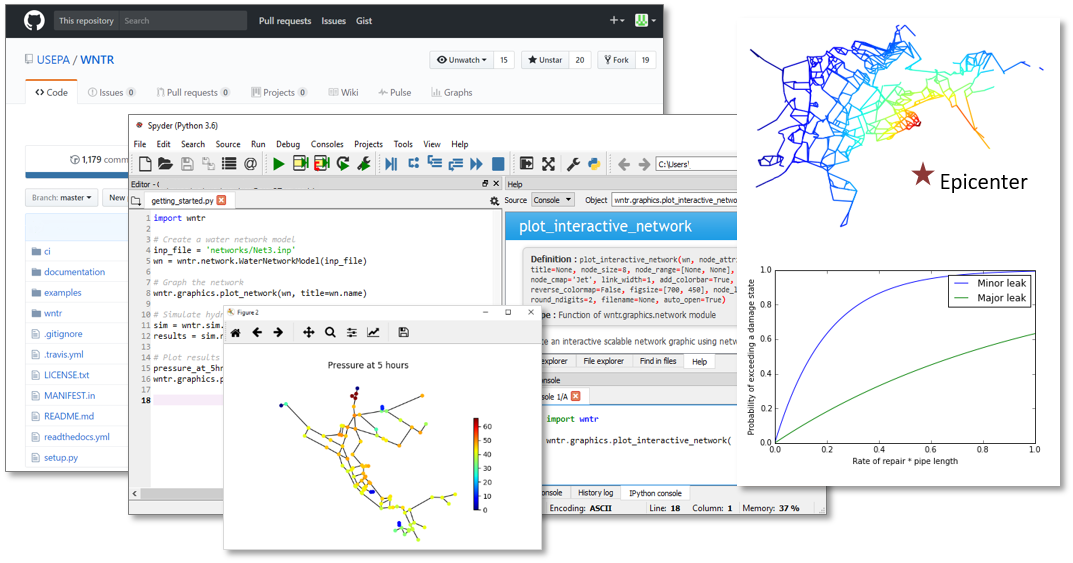 This repository
Search
Pull requests
Issues
Gist
USEPA / WNTR
Unwatch
15
Unstar
20
Fork
19
Code
Issues 0
Pull requests 0
Projects 0
Wiki
Pulse
Graphs
1,179
Branch: master
New
ci
documentation
examples
wntr
.gitignore
.travis.yml
LICENSE.txt
MANIFEST.in
README.md
readthedocs.yml
setup.py
Spyder (Python 3.6)
File Edit Search Source Run Debug Consoles Projects Tools View Help
C:\Users\
Editor - C
Help
getting_started.py
Source Console Object wntr.graphics.plot_interactive_netwo
1 import wntr
2
3 # Create a water network model
4 inp_file = 'networks/Net3.inp'
5 wn = wntr.network.WaterNetworkModel(inp_file)
6
7 # Graph the network
8 wntr.graphics.plot_network(wn, title=wn.name)
9
10 # Simulate hyd
11 sim = wntr.sim.
12 results = sim.r
13
14 # Plot results
15 pressure_at_5hr
16 wntr.graphics.p
17
18
plot_interactive_network
Definition : plot_interactive_network(wn, node_attri
title=None, node_size=8, node_range=[None, None],
node_cmap='Jet', link_width=1, add_colorbar=True,
reverse_colormap=False, figsize=[700, 450], node_l
round_ndigits=2, filename=None, auto_open=True)
: Function of wntr.graphics.network module
an interactive scalable network graphic using netw
explorer
File explorer
Find in files
Help
1/A
import wntr
wntr.graphics.plot_interactive_network(
History log
IPython console
Encoding: ASCII
Line: 18 Column: 1 Memory: 37 %
Figure 2
Pressure at 5 hours
60
50
40
30
20
10
0
Epicenter
Probability of exceeding a damage state
1.0
0.8
0.6
0.4
0.2
0.0
Minor leak
Major leak
0.0 0.2 0.4 0.6 0.8 1.0
Rate of repair * pipe length